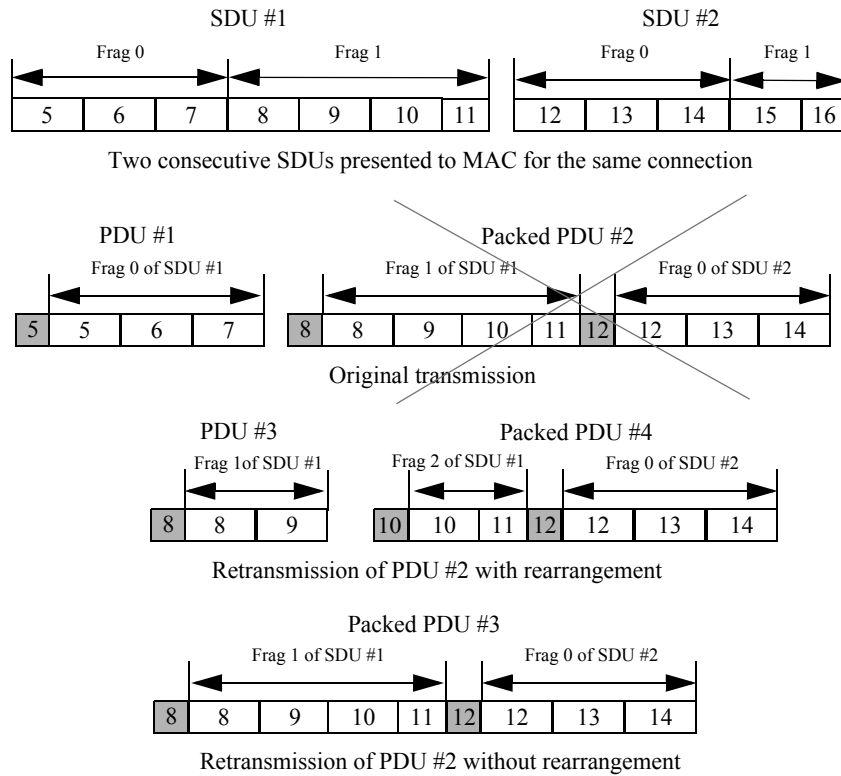 SDU #1 SDU #2
Frag 0 Frag 1 Frag 0 Frag 1
5 6 7 8 9 10 11 12 13 14 15 16
Two consecutive SDUs presented to MAC for the same connection
PDU #1 Packed PDU #2
Frag 0 of SDU #1 Frag 1 of SDU #1 Frag 0 of SDU #2
5 5 6 7 8 8 9 10 11 12 12 13 14
Original transmission
PDU #3 Packed PDU #4
Frag 1of SDU #1 Frag 2 of SDU #1 Frag 0 of SDU #2
8 8 9 10 10 11 12 12 13 14
Retransmission of PDU #2 with rearrangement
Packed PDU #3
Frag 1 of SDU #1 Frag 0 of SDU #2
8 8 9 10 11 12 12 13 14
Retransmission of PDU #2 without rearrangement